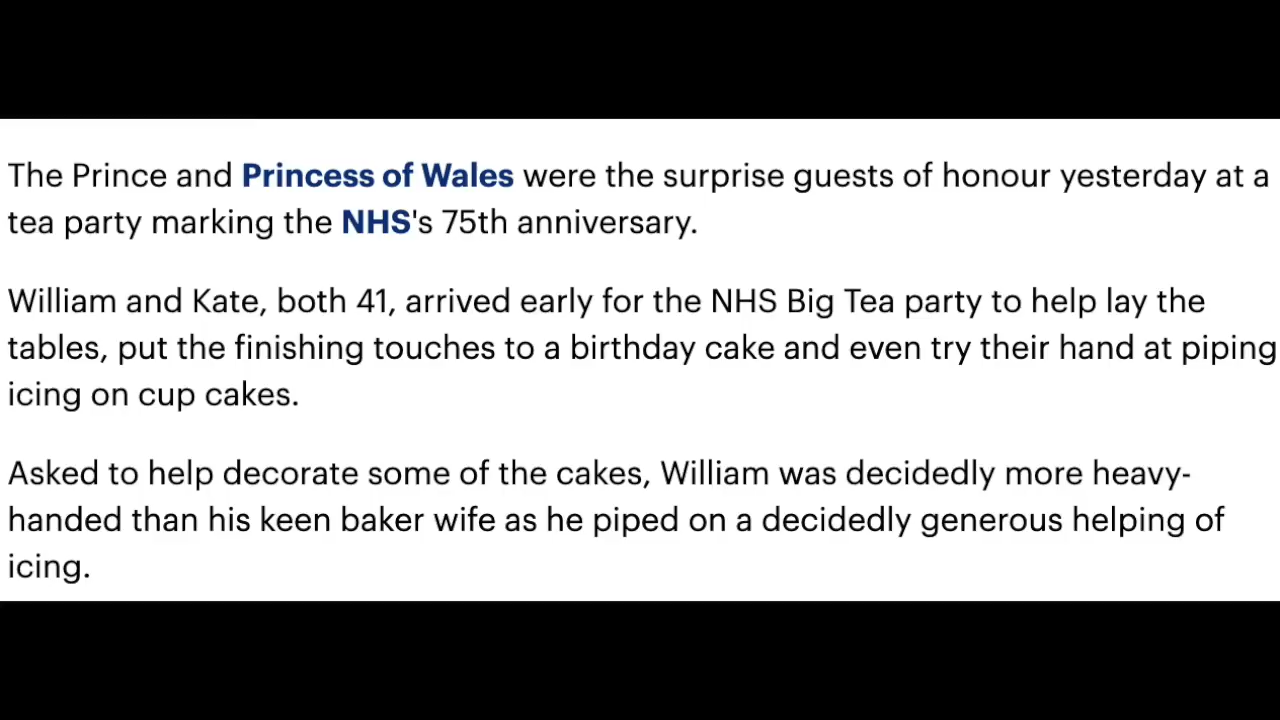 The Prince and Princess of Wales were the surprise guests of honour yesterday at a
tea party marking the NHS's 75th anniversary.
William and Kate, both 41, arrived early for the NHS Big Tea party to help lay the
tables, put the finishing touches to a birthday cake and even try their hand at piping
icing on cup cakes.
Asked to help decorate some of the cakes, William was decidedly more heavy-
handed than his keen baker wife as he piped on a decidedly generous helping of
icing.